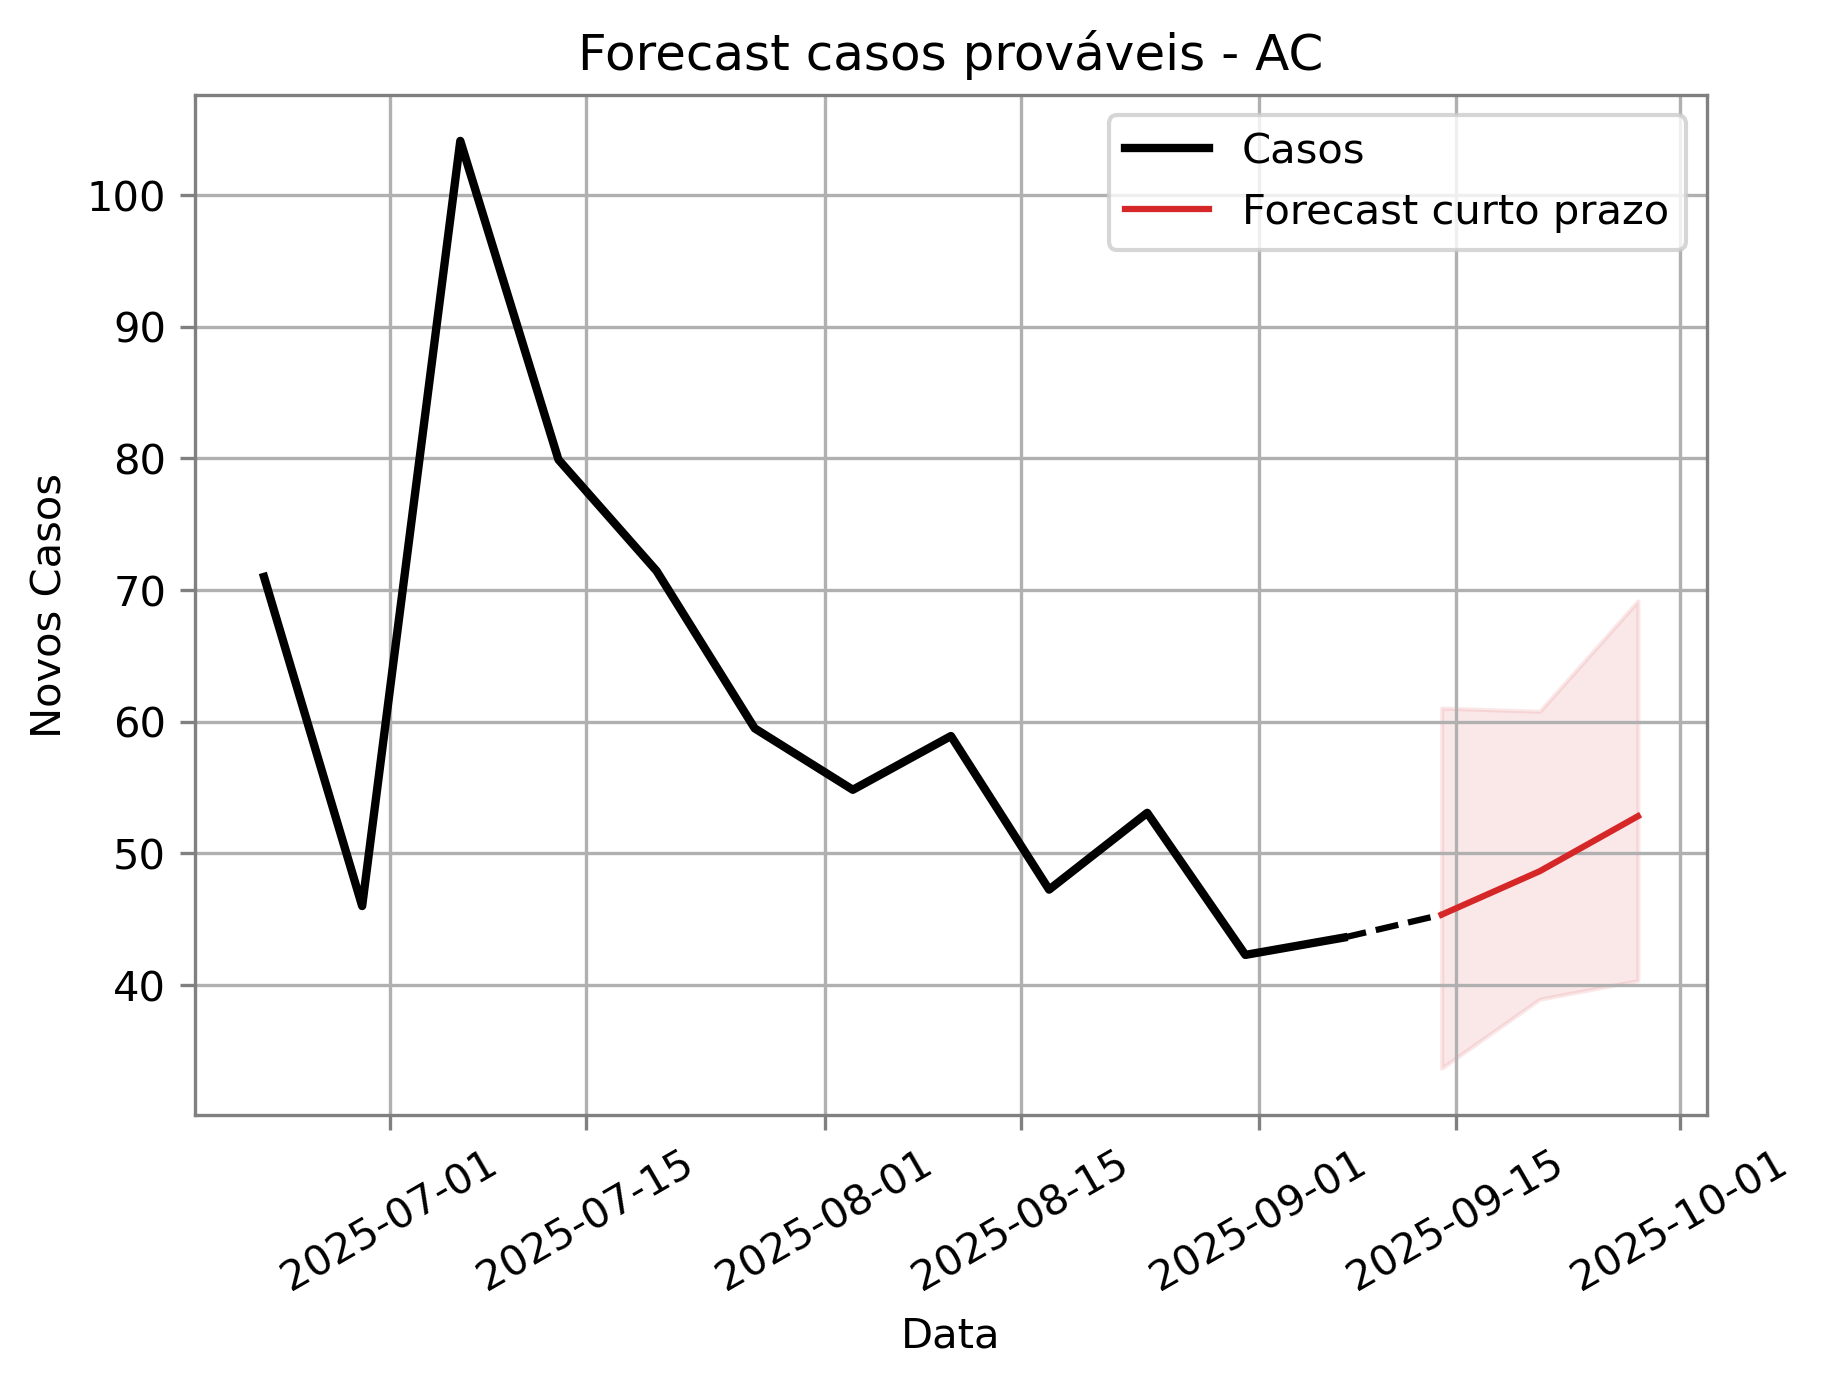 Forecast casos prováveis - AC
Casos
Forecast curto prazo
Novos Casos
100
90
80
70
60
50
40
2025-07-01
2025-07-15
2025-08-01
2025-08-15
2025-09-01
2025-09-15
2025-10-01
Data